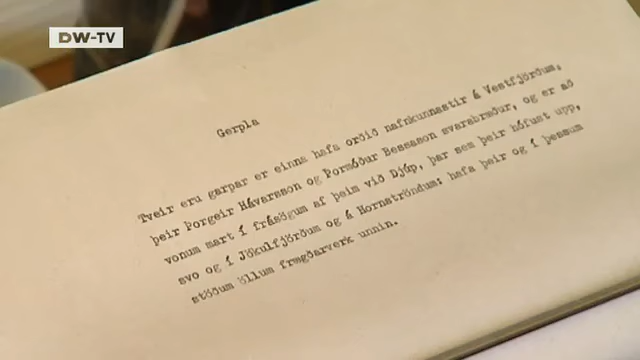 DW-TV
Gerpla
Tveir eru garpar er einna hafa orðið nafnkunnastir á Vestfjörðum,
þeir Þorgeir Hávarsson og Þormóður Bessason svarabræður, og er að
vonum mart í frásögum af þeim við Djúp, þar sem þeir hófust upp,
svo og í Jökulfjörðum og á Hornströndum: hafa þeir og í þessum
stöðum öllum frægðarverk unnin.